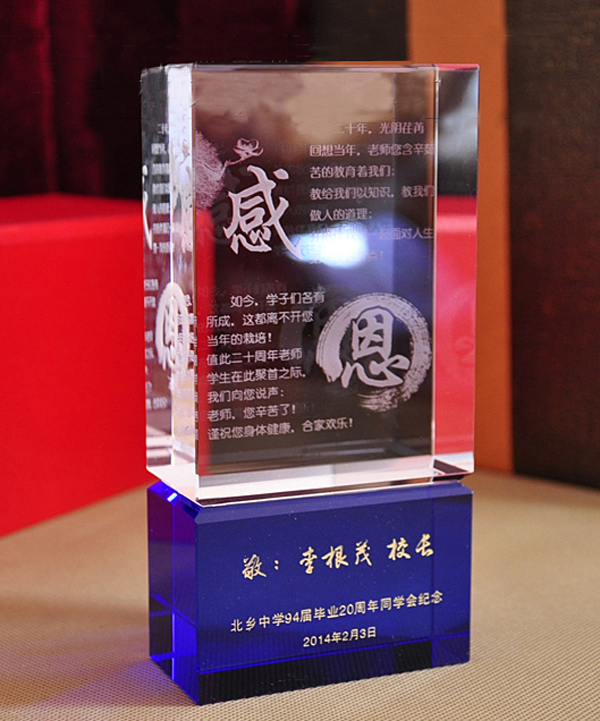 感
二十年，光阴荏苒
回想当年，老师您含辛茹
苦的教育着我们；
教给我们以知识，教我们
做人的道理；
面对人生
恩
如今，学子们各有
所成，这都离不开您
当年的栽培！
值此二十周年老师
学生在此聚首之际，
我们向您说声：
老师，您辛苦了！
谨祝您身体健康，合家欢乐！
敬：李根茂 校长
北乡中学94届毕业20周年同学会纪念
2014年2月3日